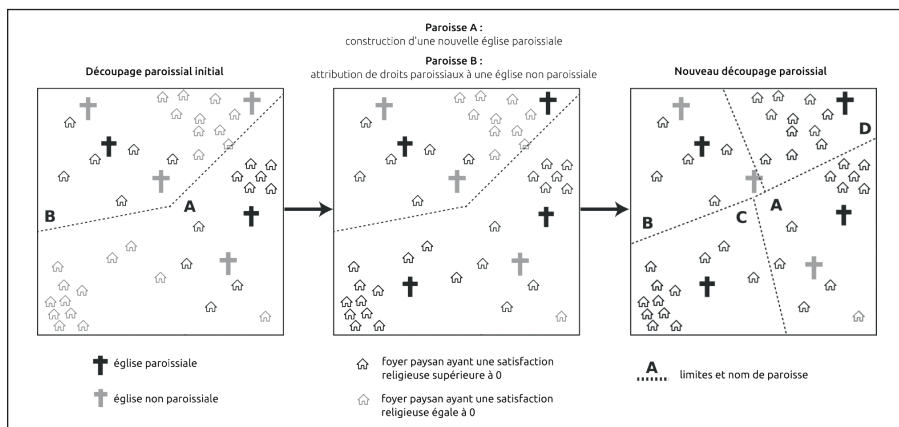 Paroisse A :
construction d'une nouvelle église paroissiale
Paroisse B :
attribution de droits paroissiaux à une église non paroissiale
Découpage paroissial initial
Nouveau découpage paroissial
B
A
D
B
C
A
église paroissiale
église non paroissiale
foyer paysan ayant une satisfaction
religieuse supérieure à 0
foyer paysan ayant une satisfaction
religieuse égale à 0
A
limites et nom de paroisse